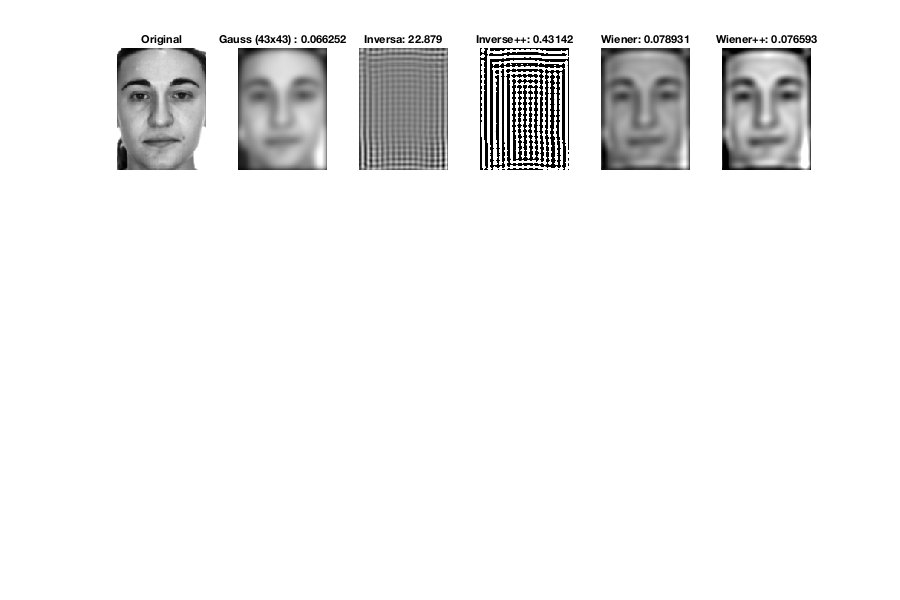 Original
Gauss (43x43) : 0.066252
Inversa: 22.879
Inverse++: 0.43142
Wiener: 0.078931
Wiener++: 0.076593